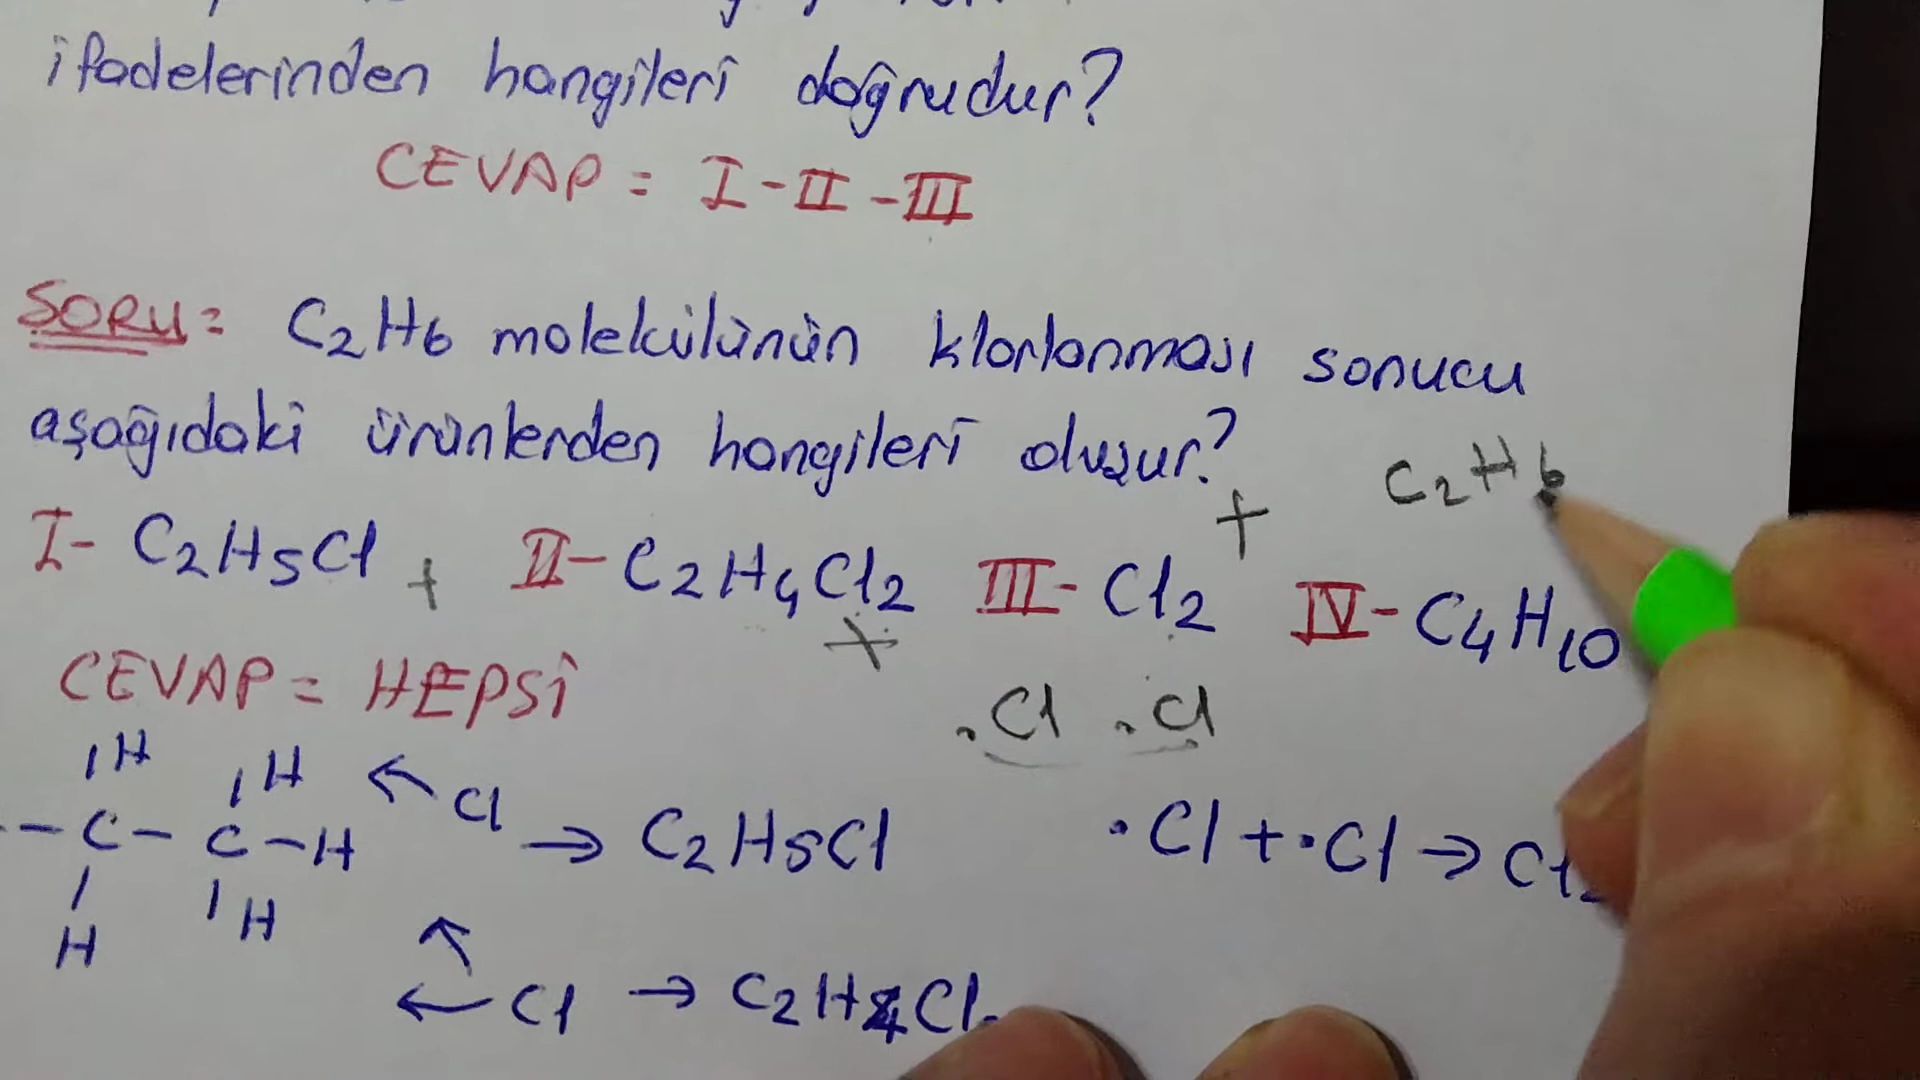 ifadelerinden hangileri doğrudur?
CEVAP = I - II - III
SORU = C2H6 molekülünün klorlanması sonucu
aşağıdaki ürünlerden hangileri oluşur?
C2H6
I- C2H5Cl + II- C2H4Cl2 + III- Cl2 + IV- C4H10
CEVAP = HEPSİ
.Cl .Cl
H H
- C - C - H Cl → C2H5Cl
·Cl + ·Cl → Cl2
H H
Cl → C2H4Cl